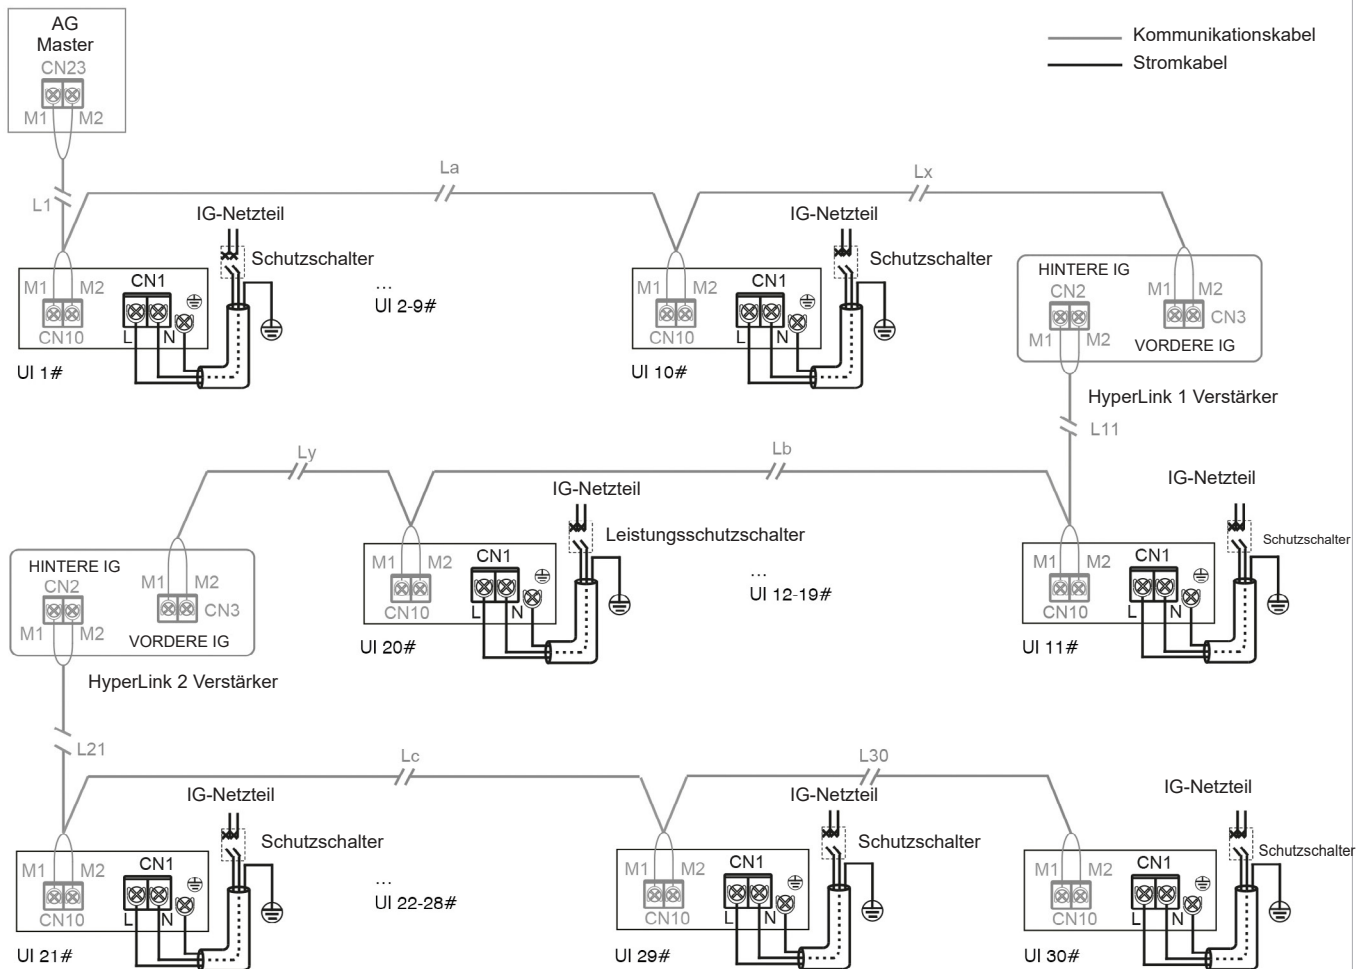 AG
Master
CN23
M1 M2
Kommunikationskabel
Stromkabel
L1
La
Lx
IG-Netzteil
Schutzschalter
M1 M2 CN1
CN10 L N
UI 1#
...
UI 2-9#
IG-Netzteil
Schutzschalter
M1 M2 CN1
CN10 L N
UI 10#
HINTERE IG
CN2
M1 M2
M1 M2
CN3
VORDERE IG
HyperLink 1 Verstärker
L11
Ly
Lb
HINTERE IG
CN2
M1 M2
M1 M2
CN3
VORDERE IG
HyperLink 2 Verstärker
IG-Netzteil
Leistungsschutzschalter
M1 M2 CN1
CN10 L N
UI 20#
...
UI 12-19#
IG-Netzteil
Schutzschalter
M1 M2 CN1
CN10 L N
UI 11#
L21
Lc
L30
IG-Netzteil
Schutzschalter
M1 M2 CN1
CN10 L N
UI 21#
...
UI 22-28#
IG-Netzteil
Schutzschalter
M1 M2 CN1
CN10 L N
UI 29#
IG-Netzteil
Schutzschalter
M1 M2 CN1
CN10 L N
UI 30#